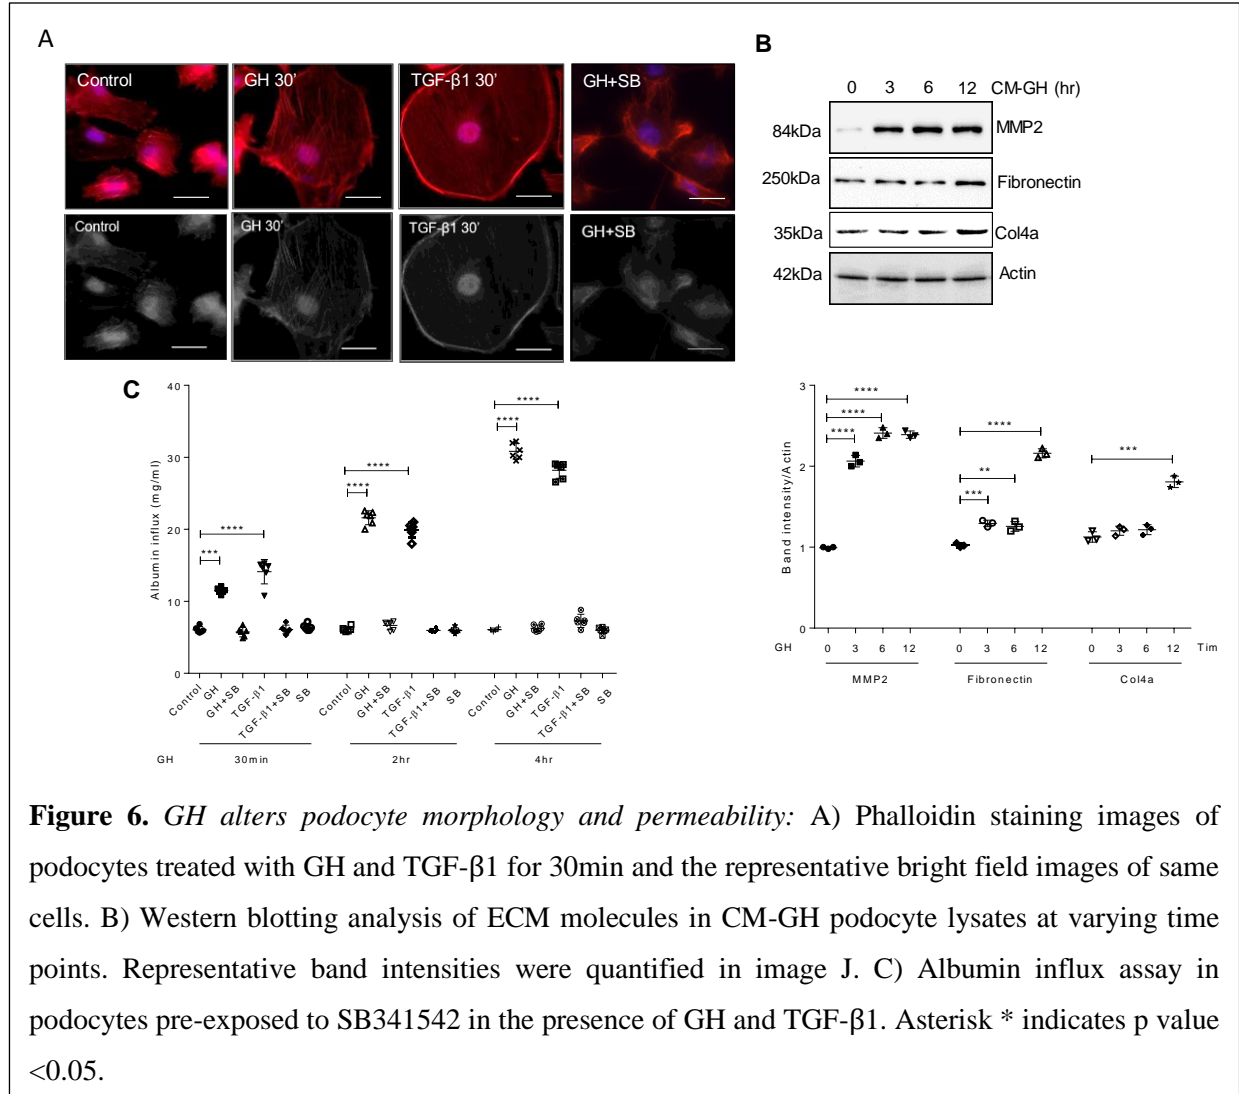 A
Control GH 30' TGF-β1 30' GH+SB
Control GH 30' TGF-β1 30' GH+SB
B
0 3 6 12 CM-GH (hr)
84kDa MMP2
250kDa Fibronectin
35kDa Col4a
42kDa Actin
C
Albumin influx (mg/ml)
40
30
20
10
0
*** **** **** **** **** ****
Control GH GH+SB TGF-β1 TGF-β1+SB SB Control GH GH+SB TGF-β1 TGF-β1+SB SB Control GH GH+SB TGF-β1 TGF-β1+SB SB
GH 30min 2hr 4hr
Band intensity/Actin
3
2
1
0
**** **** **** *** ** **** ***
GH 0 3 6 12 0 3 6 12 0 3 6 12 Tim
MMP2 Fibronectin Col4a
Figure 6. GH alters podocyte morphology and permeability: A) Phalloidin staining images of
podocytes treated with GH and TGF-β1 for 30min and the representative bright field images of same
cells. B) Western blotting analysis of ECM molecules in CM-GH podocyte lysates at varying time
points. Representative band intensities were quantified in image J. C) Albumin influx assay in
podocytes pre-exposed to SB341542 in the presence of GH and TGF-β1. Asterisk * indicates p value
<0.05.